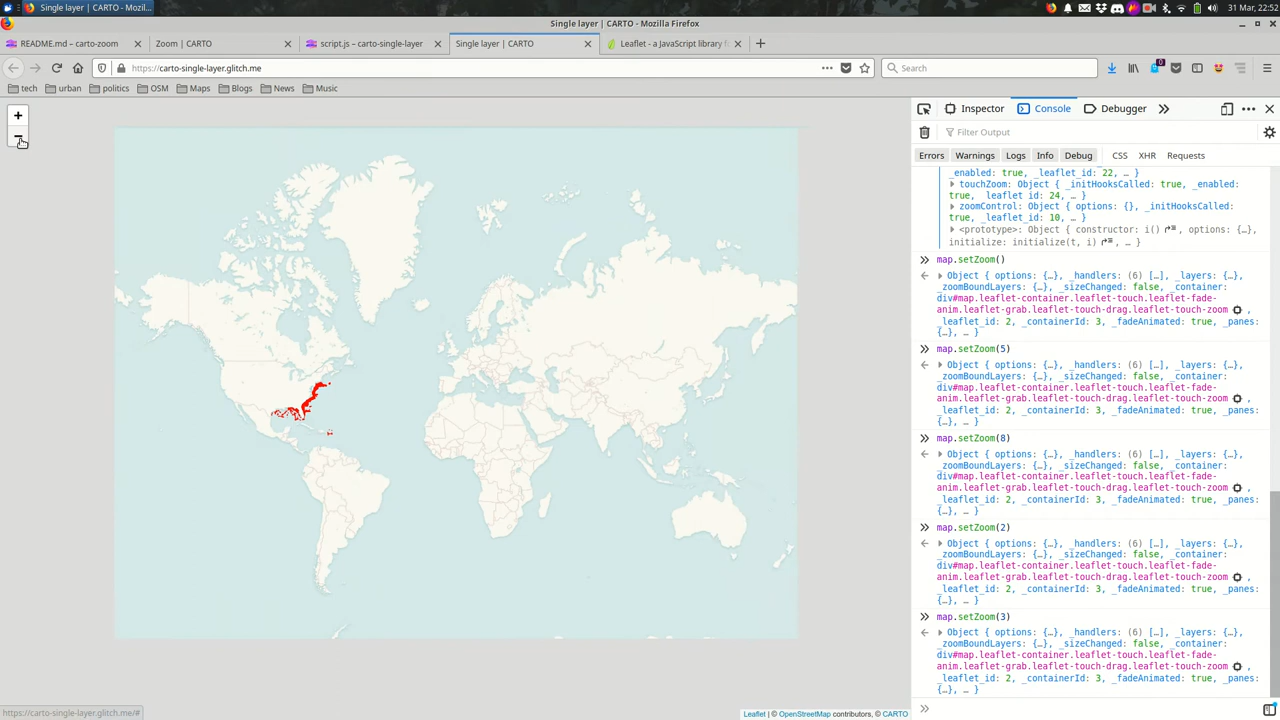 Single layer | CARTO - Mozil...
31 Mar, 22:52
Single layer | CARTO - Mozilla Firefox
README.md – carto-zoom
Zoom | CARTO
script.js – carto-single-layer
Single layer | CARTO
Leaflet - a JavaScript library f
https://carto-single-layer.glitch.me
Search
tech
urban
politics
OSM
Maps
Blogs
News
Music
+
−
Inspector
Console
Debugger
Filter Output
Errors
Warnings
Logs
Info
Debug
CSS
XHR
Requests
_enabled: true, _leaflet_id: 22, … }
touchZoom: Object { _initHooksCalled: true, _enabled:
true, _leaflet_id: 24, … }
zoomControl: Object { options: {}, _initHooksCalled:
true, _leaflet_id: 10, … }
<prototype>: Object { constructor: i(), options: {…},
initialize: initialize(t, i), … }
map.setZoom()
Object { options: {…}, _handlers: (6) […], _layers: {…},
_zoomBoundLayers: {…}, _sizeChanged: false, _container:
div#map.leaflet-container.leaflet-touch.leaflet-fade-
anim.leaflet-grab.leaflet-touch-drag.leaflet-touch-zoom ,
_leaflet_id: 2, _containerId: 3, _fadeAnimated: true, _panes:
{…}, … }
map.setZoom(5)
Object { options: {…}, _handlers: (6) […], _layers: {…},
_zoomBoundLayers: {…}, _sizeChanged: false, _container:
div#map.leaflet-container.leaflet-touch.leaflet-fade-
anim.leaflet-grab.leaflet-touch-drag.leaflet-touch-zoom ,
_leaflet_id: 2, _containerId: 3, _fadeAnimated: true, _panes:
{…}, … }
map.setZoom(8)
Object { options: {…}, _handlers: (6) […], _layers: {…},
_zoomBoundLayers: {…}, _sizeChanged: false, _container:
div#map.leaflet-container.leaflet-touch.leaflet-fade-
anim.leaflet-grab.leaflet-touch-drag.leaflet-touch-zoom ,
_leaflet_id: 2, _containerId: 3, _fadeAnimated: true, _panes:
{…}, … }
map.setZoom(2)
Object { options: {…}, _handlers: (6) […], _layers: {…},
_zoomBoundLayers: {…}, _sizeChanged: false, _container:
div#map.leaflet-container.leaflet-touch.leaflet-fade-
anim.leaflet-grab.leaflet-touch-drag.leaflet-touch-zoom ,
_leaflet_id: 2, _containerId: 3, _fadeAnimated: true, _panes:
{…}, … }
map.setZoom(3)
Object { options: {…}, _handlers: (6) […], _layers: {…},
_zoomBoundLayers: {…}, _sizeChanged: false, _container:
div#map.leaflet-container.leaflet-touch.leaflet-fade-
anim.leaflet-grab.leaflet-touch-drag.leaflet-touch-zoom ,
_leaflet_id: 2, _containerId: 3, _fadeAnimated: true, _panes:
{…}, … }
https://carto-single-layer.glitch.me/#
Leaflet | © OpenStreetMap contributors, © CARTO